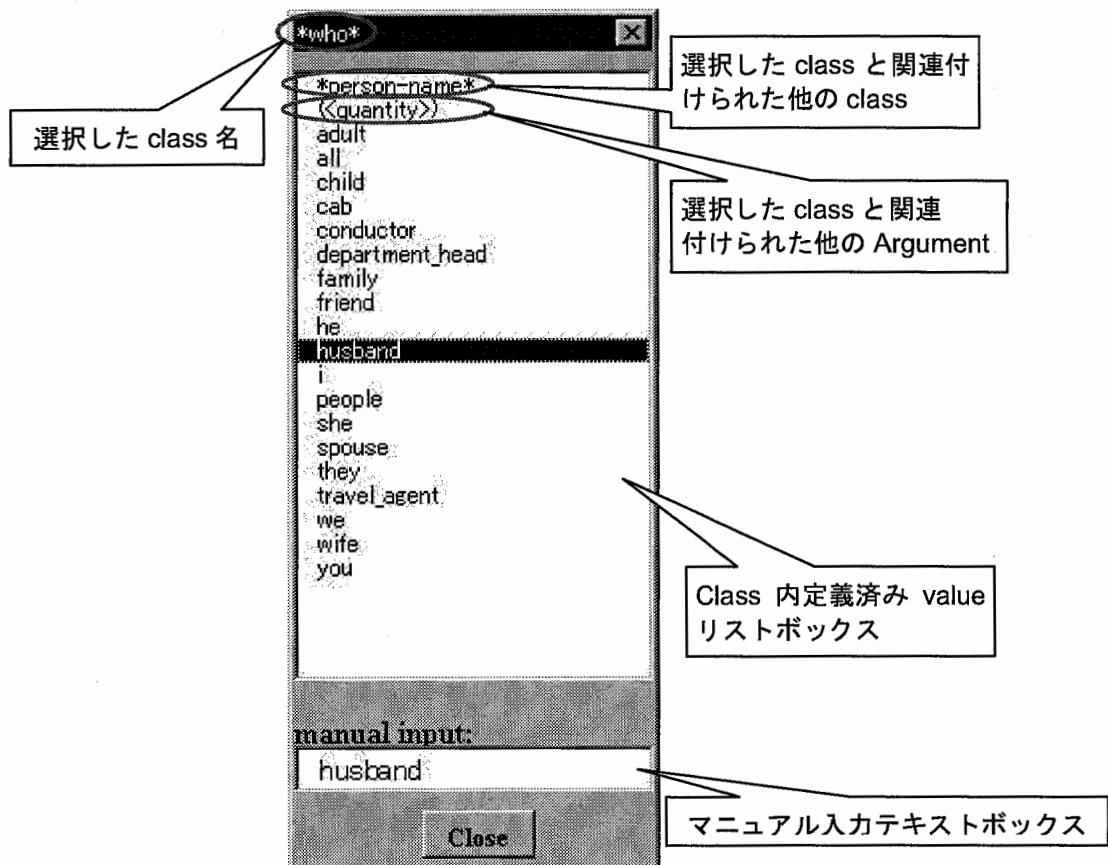 *who*
*person-name*
(<quantity>)
adult
all
child
cab
conductor
department_head
family
friend
he
husband
i
people
she
spouse
they
travel_agent
we
wife
you
manual input:
husband
Close
選択した class 名
選択した class と関連付
けられた他の class
選択した class と関連
付けられた他の Argument
Class 内定義済み value
リストボックス
マニュアル入力テキストボックス